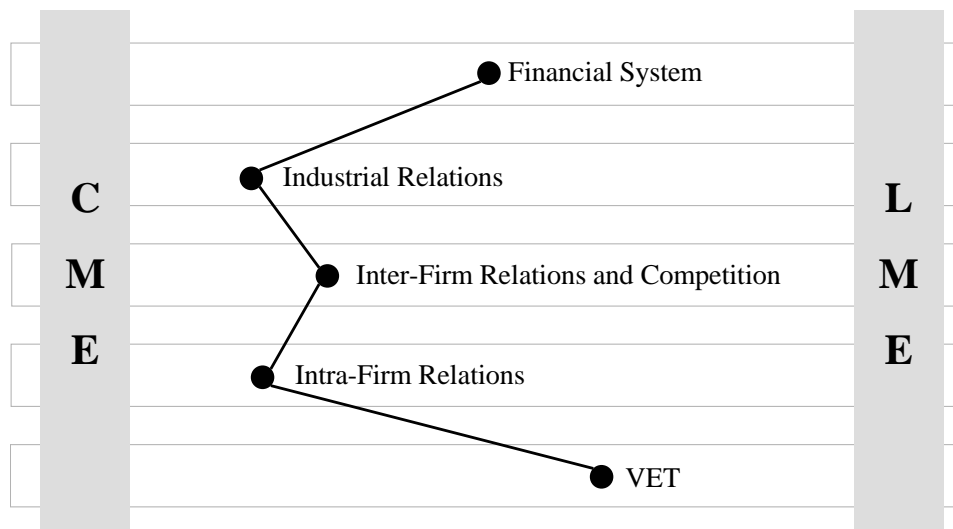 Financial System
Industrial Relations
C
L
Inter-Firm Relations and Competition
M
M
E
E
Intra-Firm Relations
VET